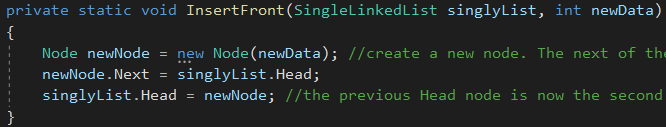 private static void InsertFront(SingleLinkedList singlyList, int newData)
{
Node newNode = new Node(newData); //create a new node. The next of the
newNode.Next = singlyList.Head;
singlyList.Head = newNode; //the previous Head node is now the second
}